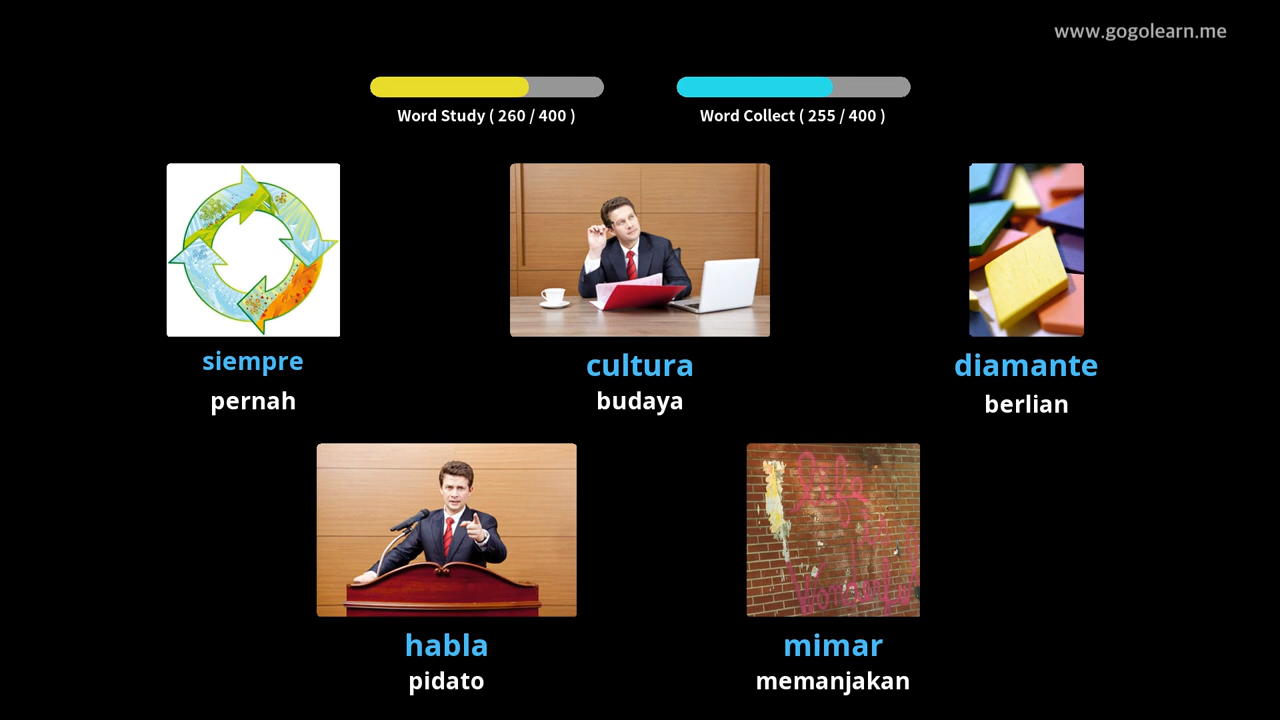 www.gogolearn.me
Word Study ( 260 / 400 )
Word Collect ( 255 / 400 )
siempre
pernah
cultura
budaya
diamante
berlian
habla
pidato
mimar
memanjakan